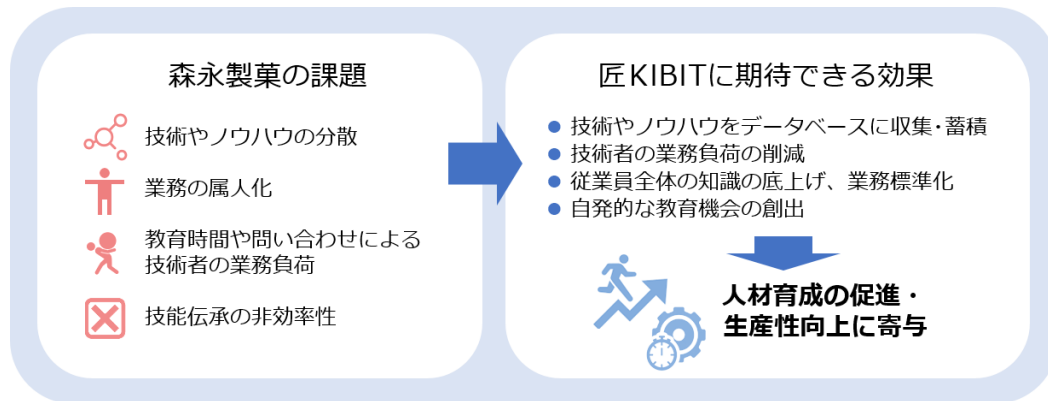 森永製菓の課題
技術やノウハウの分散
業務の属人化
教育時間や問い合わせによる
技術者の業務負荷
技能伝承の非効率性
匠KIBITに期待できる効果
● 技術やノウハウをデータベースに収集・蓄積
● 技術者の業務負荷の削減
● 従業員全体の知識の底上げ、業務標準化
● 自発的な教育機会の創出
人材育成の促進・
生産性向上に寄与